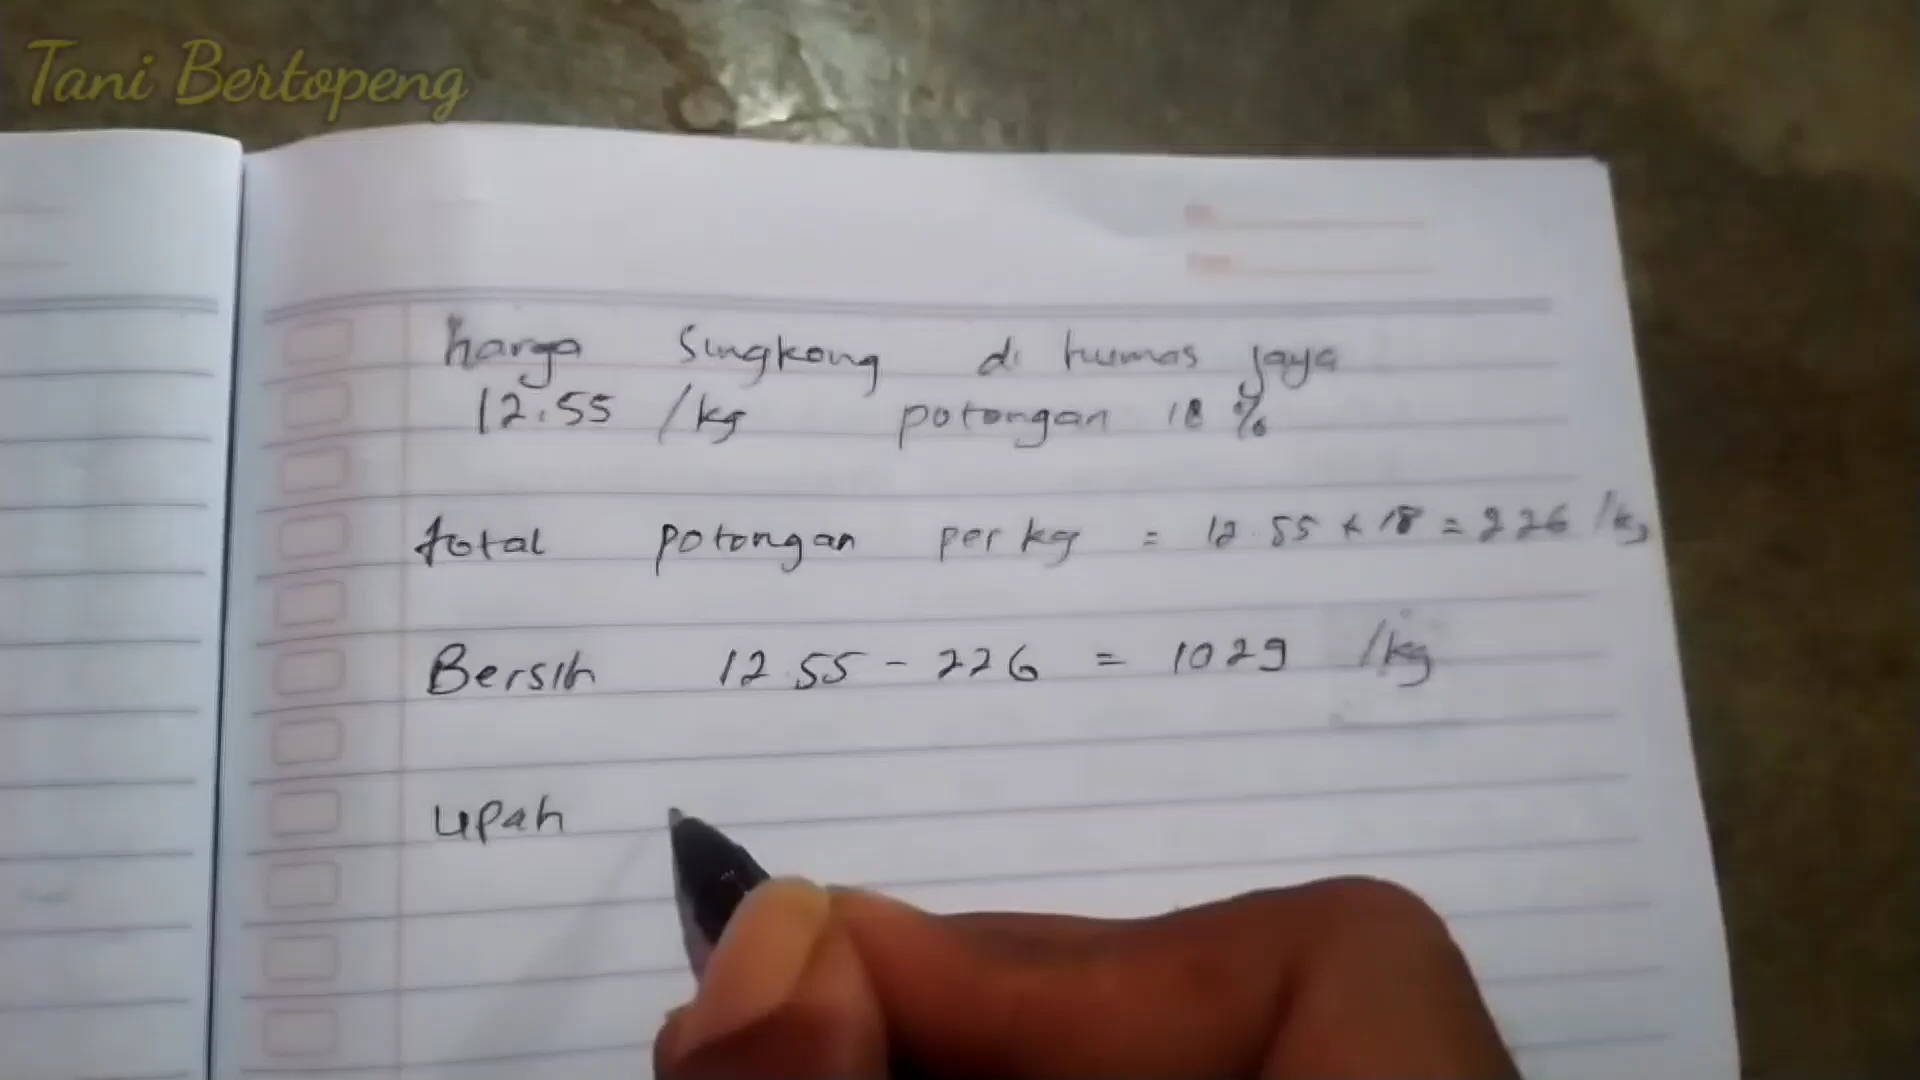 Tani Bertopeng
harga Singkong di humas jaya
12.55 /kg potongan 18 %
total potongan per kg = 12.55 x 18 = 226 /kg
Bersih 12.55 - 226 = 1029 /kg
upah